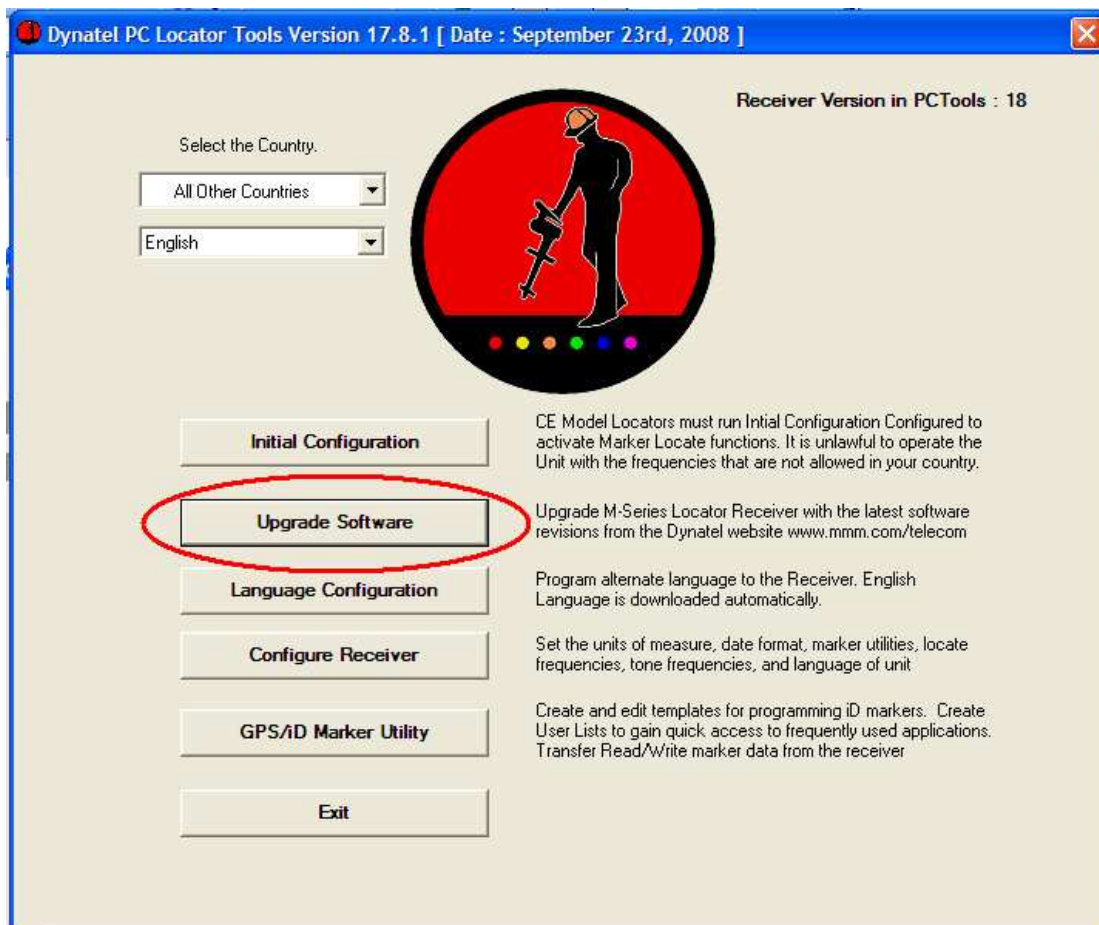 Dynatel PC Locator Tools Version 17.8.1 [ Date : September 23rd, 2008 ]
Receiver Version in PCTools : 18
Select the Country.
All Other Countries
English
Initial Configuration
CE Model Locators must run Intial Configuration Configured to
activate Marker Locate functions. It is unlawful to operate the
Unit with the frequencies that are not allowed in your country.
Upgrade Software
Upgrade M-Series Locator Receiver with the latest software
revisions from the Dynatel website www.mmm.com/telecom
Language Configuration
Program alternate language to the Receiver. English
Language is downloaded automatically.
Configure Receiver
Set the units of measure, date format, marker utilities, locate
frequencies, tone frequencies, and language of unit
GPS/iD Marker Utility
Create and edit templates for programming iD markers. Create
User Lists to gain quick access to frequently used applications.
Transfer Read/Write marker data from the receiver
Exit